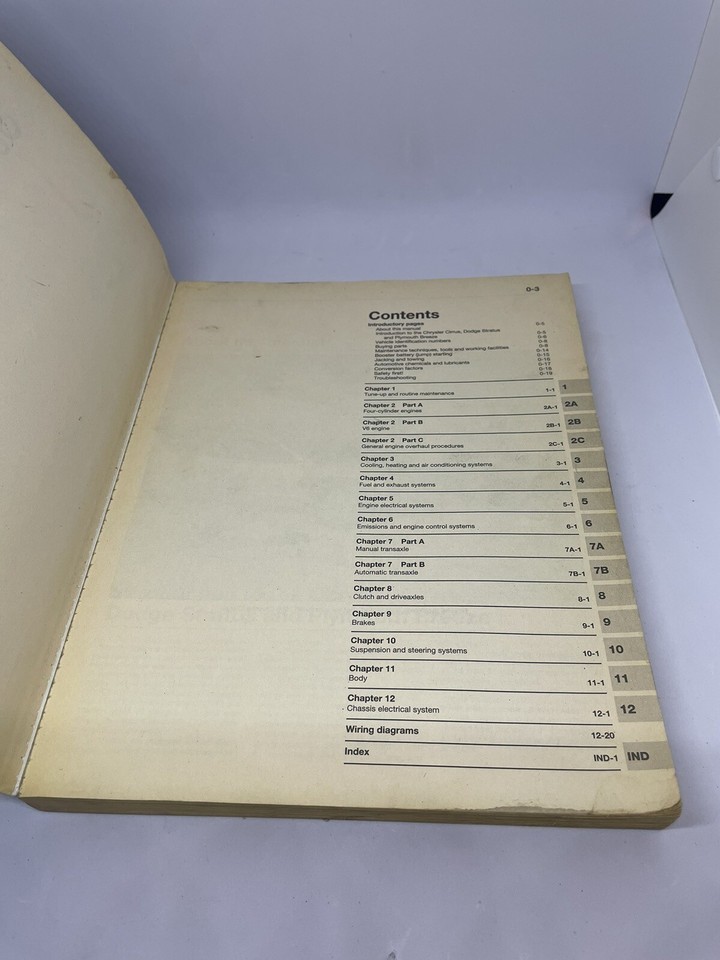 0-3
Contents
Introductory pages
About this manual 0-5
Introduction to the Chrysler Cirrus, Dodge Stratus
and Plymouth Breeze
Vehicle identification numbers
Buying parts
Maintenance techniques, tools and working facilities
Booster battery (jump) starting
Jacking and towing
Automotive chemicals and lubricants
Conversion factors
Safety first!
Troubleshooting
Chapter 1
Tune-up and routine maintenance 1-1 1
Chapter 2 Part A
Four-cylinder engines 2A-1 2A
Chapter 2 Part B
V6 engine 2B-1 2B
Chapter 2 Part C
General engine overhaul procedures 2C-1 2C
Chapter 3
Cooling, heating and air conditioning systems 3-1 3
Chapter 4
Fuel and exhaust systems 4-1 4
Chapter 5
Engine electrical systems 5-1 5
Chapter 6
Emissions and engine control systems 6-1 6
Chapter 7 Part A
Manual transaxle 7A-1 7A
Chapter 7 Part B
Automatic transaxle 7B-1 7B
Chapter 8
Clutch and driveaxles 8-1 8
Chapter 9
Brakes 9-1 9
Chapter 10
Suspension and steering systems 10-1 10
Chapter 11
Body 11-1 11
Chapter 12
Chassis electrical system 12-1 12
Wiring diagrams 12-20
Index IND-1 IND